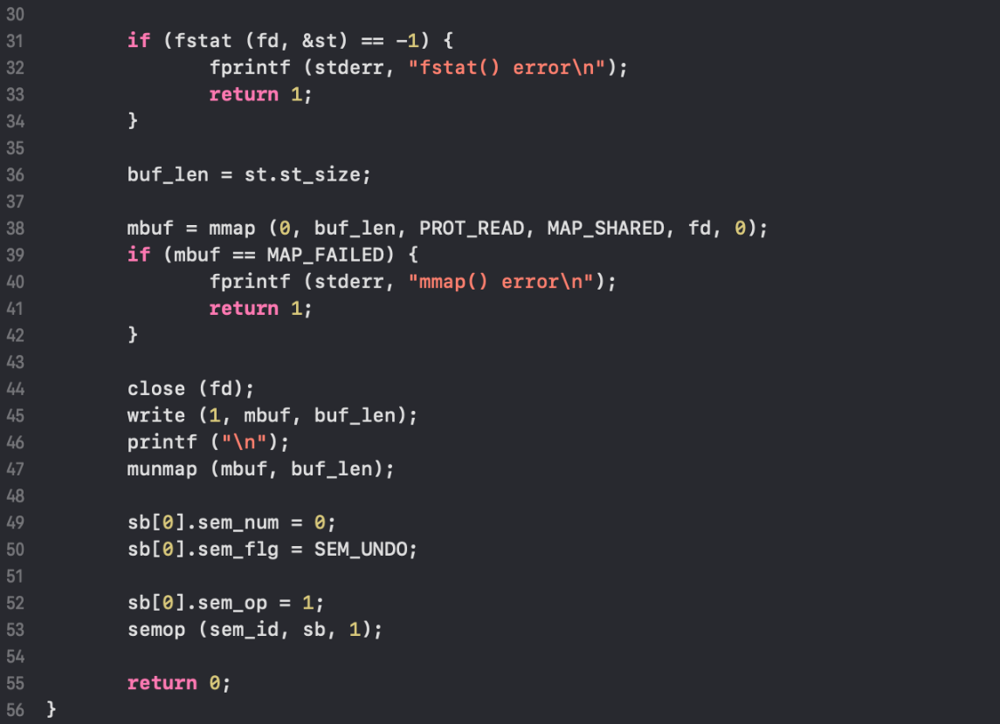 30
31 if (fstat (fd, &st) == -1) {
32 fprintf (stderr, "fstat() error\n");
33 return 1;
34 }
35
36 buf_len = st.st_size;
37
38 mbuf = mmap (0, buf_len, PROT_READ, MAP_SHARED, fd, 0);
39 if (mbuf == MAP_FAILED) {
40 fprintf (stderr, "mmap() error\n");
41 return 1;
42 }
43
44 close (fd);
45 write (1, mbuf, buf_len);
46 printf ("\n");
47 munmap (mbuf, buf_len);
48
49 sb[0].sem_num = 0;
50 sb[0].sem_flg = SEM_UNDO;
51
52 sb[0].sem_op = 1;
53 semop (sem_id, sb, 1);
54
55 return 0;
56 }